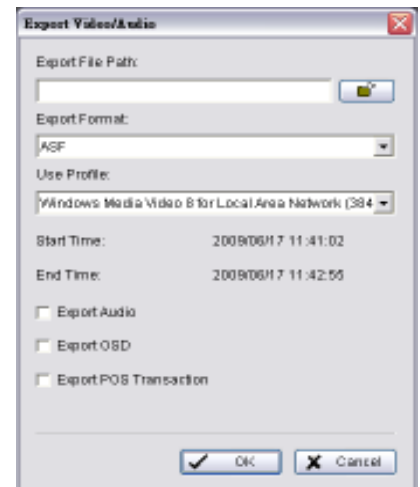 Export Video/Audio
Export File Path:
Export Format:
ASF
Use Profile:
Windows Media Video 8 for Local Area Network (384
Start Time: 2009/06/17 11:41:02
End Time: 2009/06/17 11:42:55
Export Audio
Export OSD
Export POS Transaction
OK Cancel